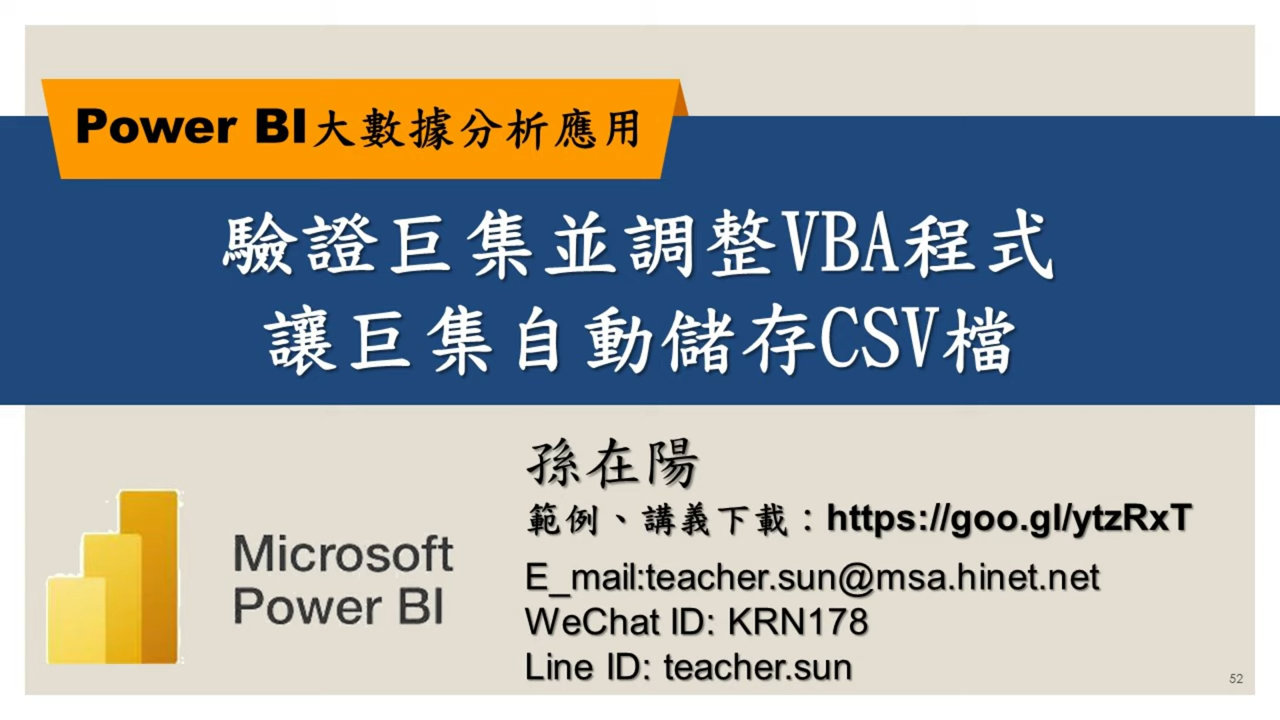 Power BI大數據分析應用
驗證巨集並調整VBA程式
讓巨集自動儲存CSV檔
孫在陽
範例、講義下載：https://goo.gl/ytzRxT
E_mail:teacher.sun@msa.hinet.net
WeChat ID: KRN178
Line ID: teacher.sun
Microsoft
Power BI
52